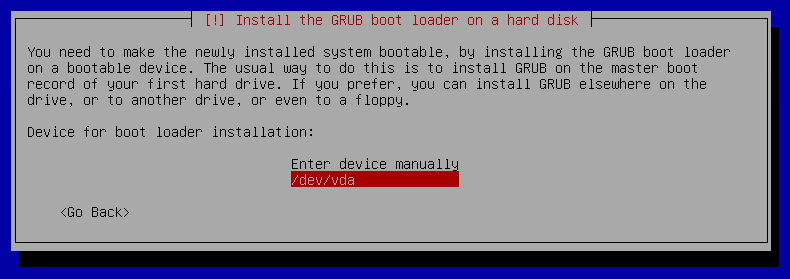 [!] Install the GRUB boot loader on a hard disk
You need to make the newly installed system bootable, by installing the GRUB boot loader
on a bootable device. The usual way to do this is to install GRUB on the master boot
record of your first hard drive. If you prefer, you can install GRUB elsewhere on the
drive, or to another drive, or even to a floppy.
Device for boot loader installation:
Enter device manually
/dev/vda
<Go Back>